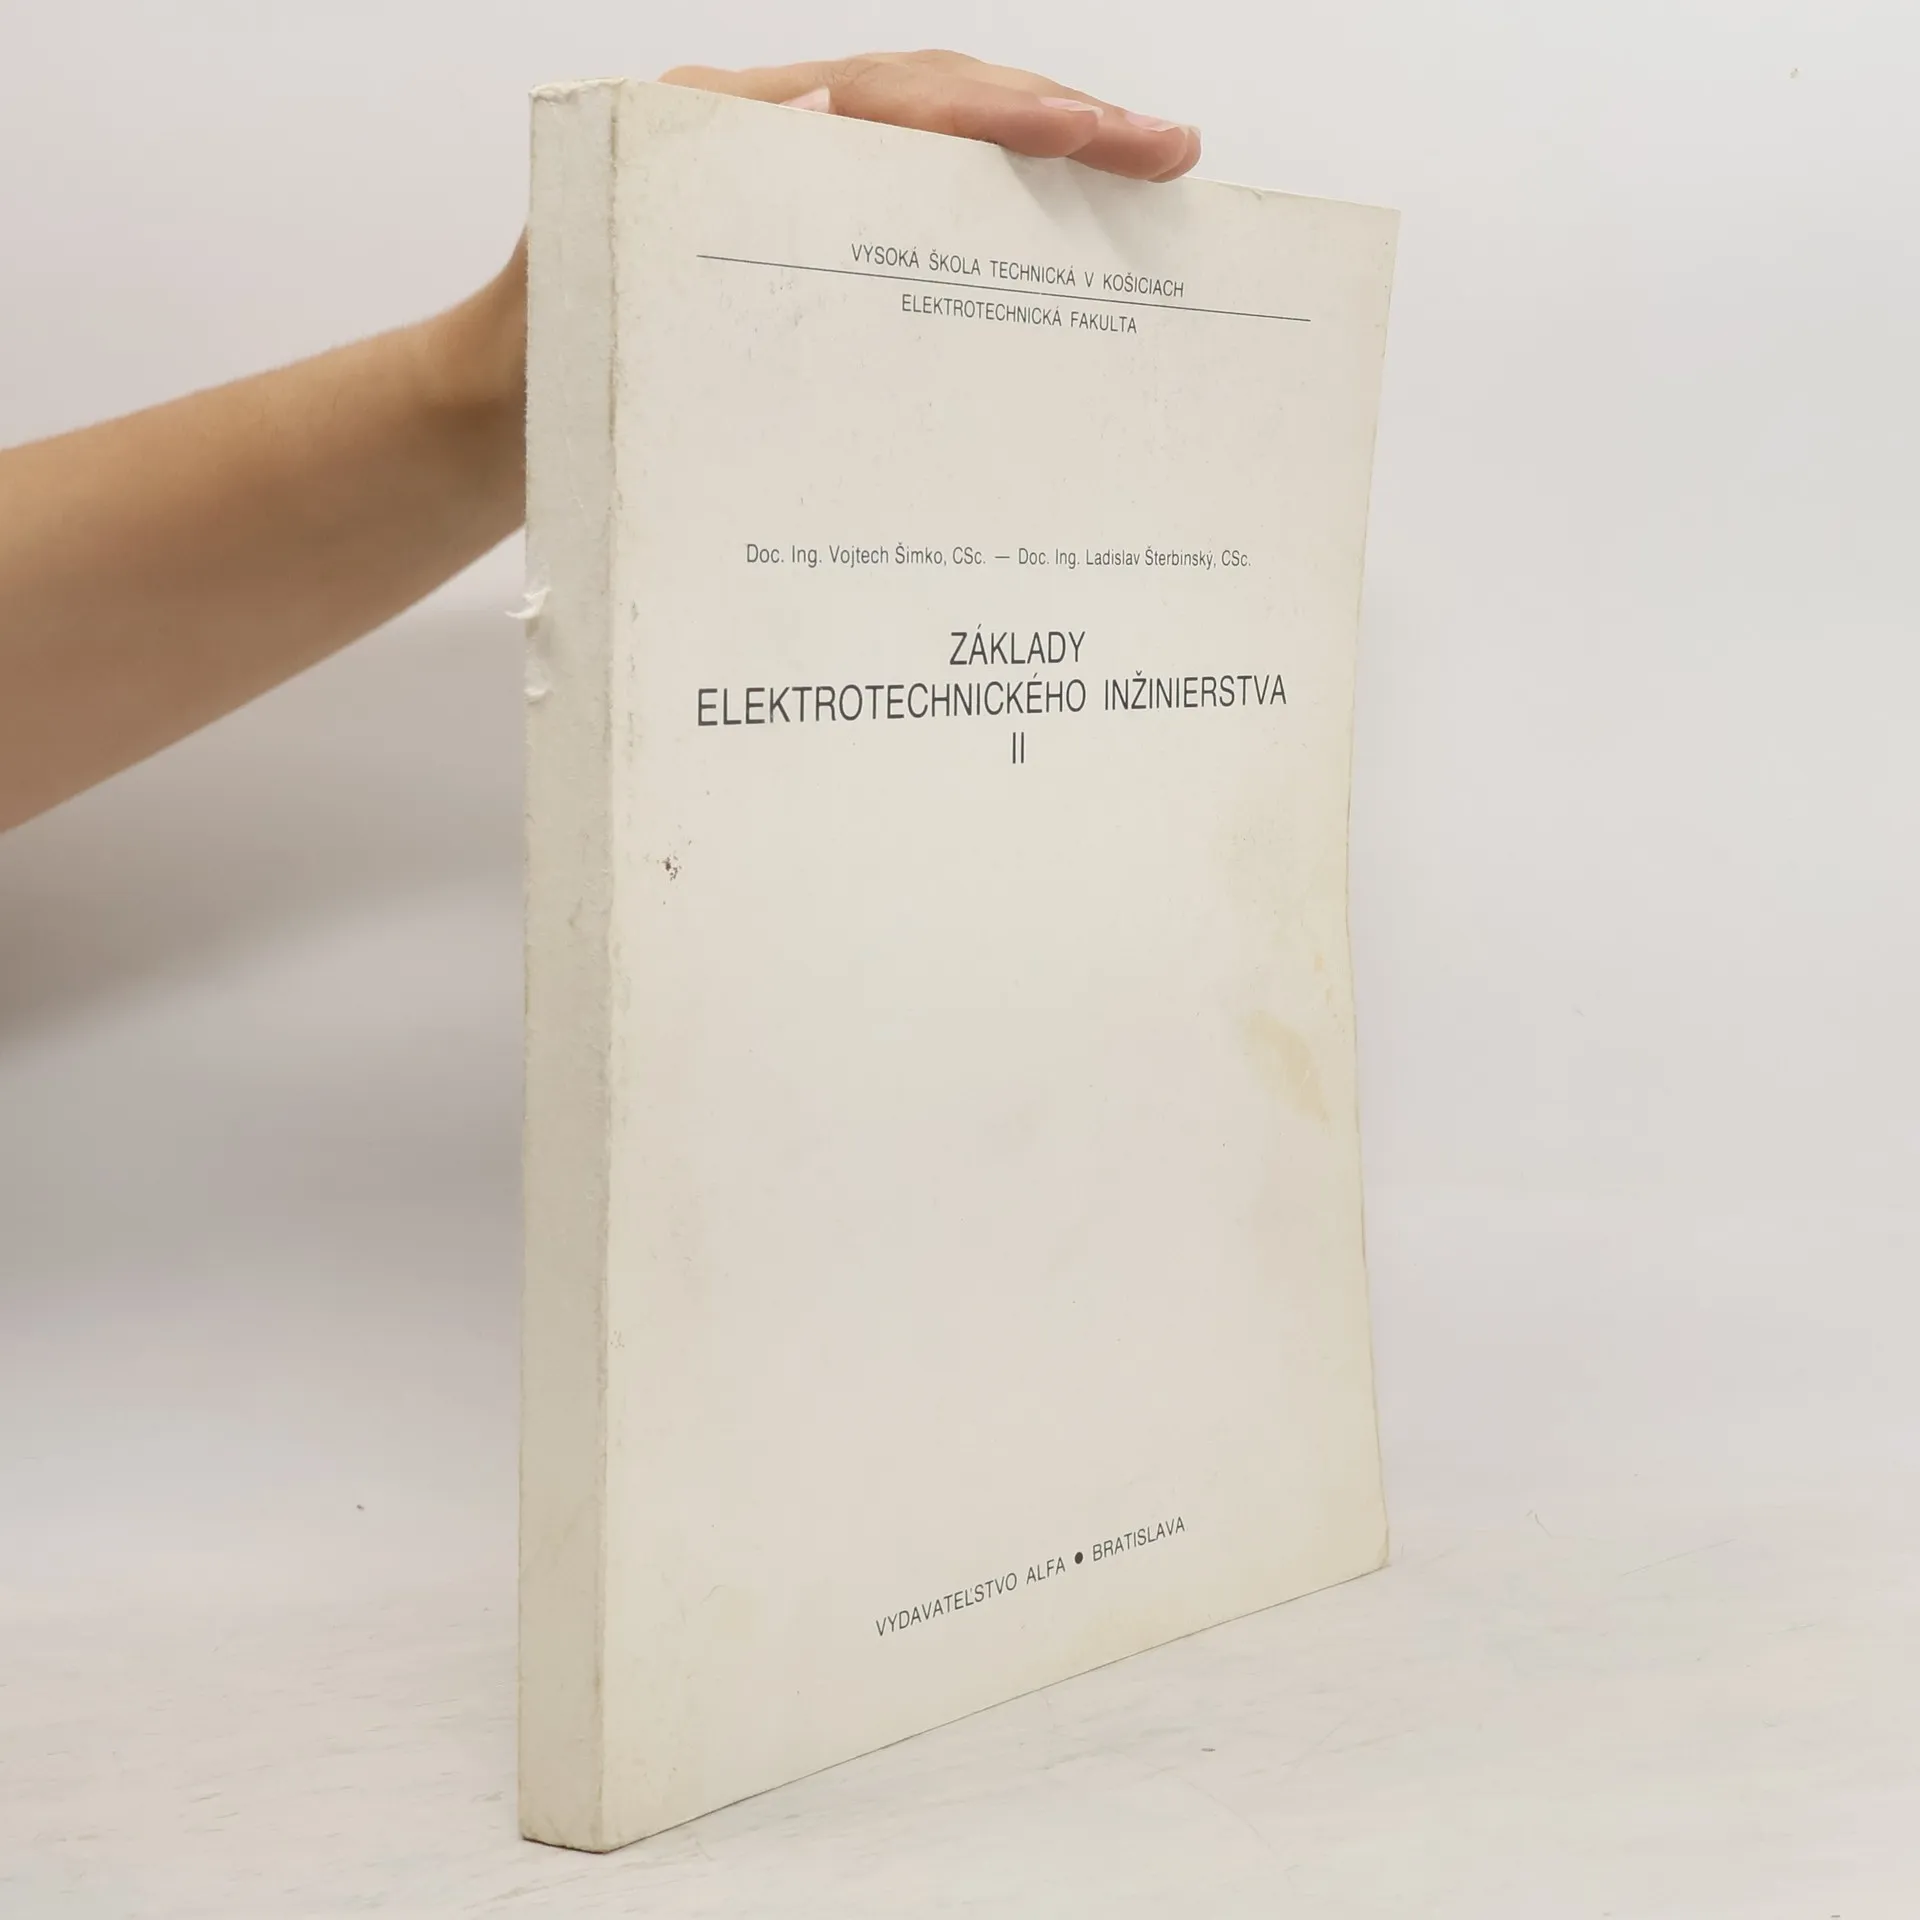 VYSOKÁ ŠKOLA TECHNICKÁ V KOŠICIACH
ELEKTROTECHNICKÁ FAKULTA
Doc. Ing. Vojtech Šimko, CSc. — Doc. Ing. Ladislav Šterbinský, CSc.
ZÁKLADY
ELEKTROTECHNICKÉHO INŽINIERSTVA
II
VYDAVATEĽSTVO ALFA ● BRATISLAVA